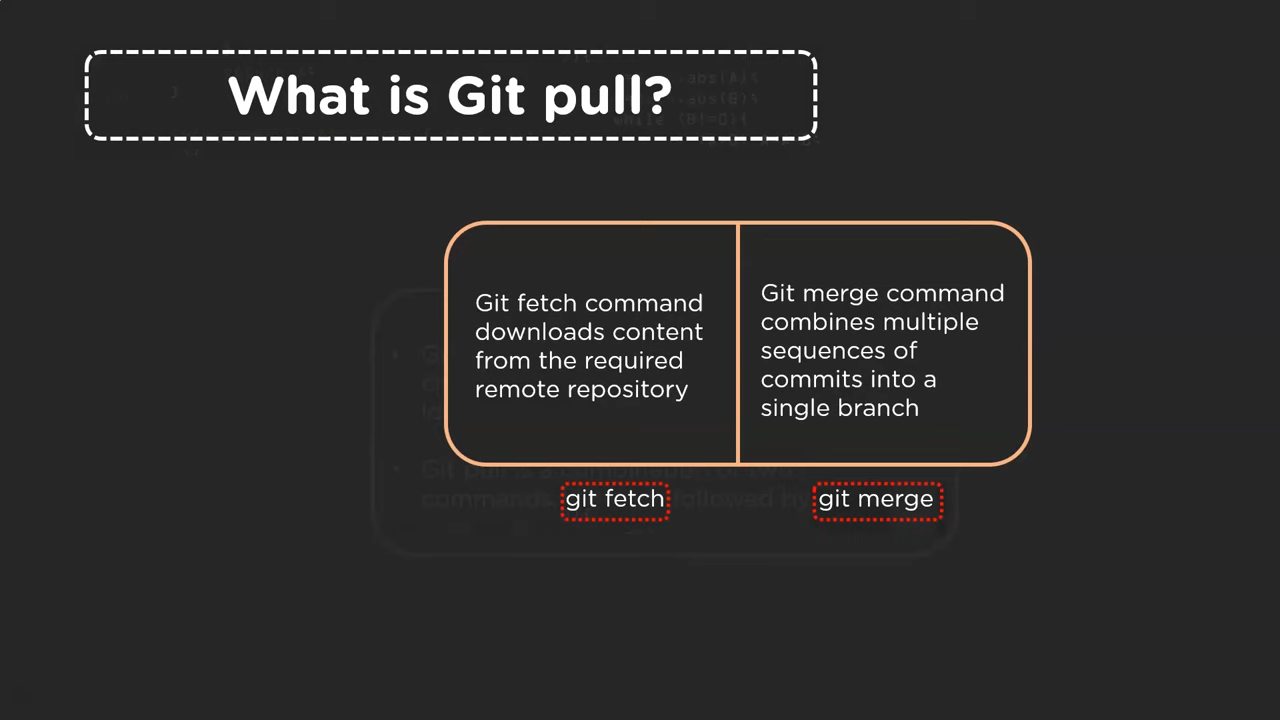 What is Git pull?
Git fetch command
downloads content
from the required
remote repository
Git merge command
combines multiple
sequences of
commits into a
single branch
git fetch
git merge